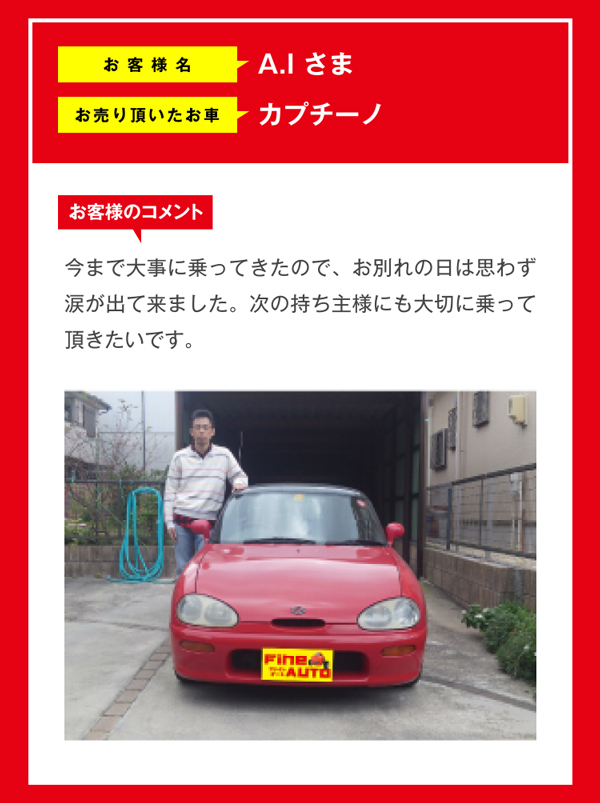 お客様名
A.I さま
お売り頂いたお車
カプチーノ
お客様のコメント
今まで大事に乗ってきたので、お別れの日は思わず
涙が出て来ました。次の持ち主様にも大切に乗って
頂きたいです。
Fine
AUTO